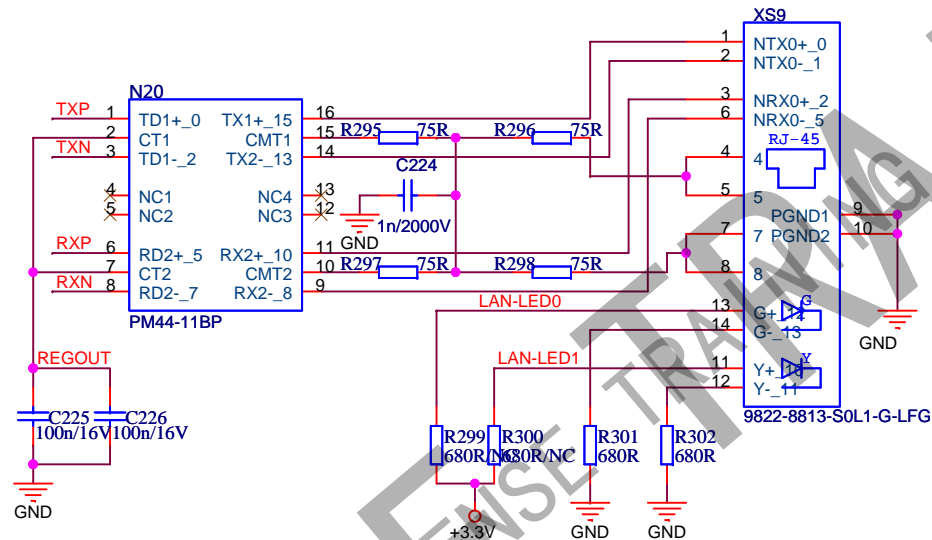 XS9
1
NTX0+_0
2
NTX0-_1
3
NRX0+_2
6
NRX0-_5
RJ-45
4
4
5
5
PGND1
9
7
7
PGND2
10
8
8
13
G+_12
G
14
G-_13
11
Y+_10
Y
12
Y-_11
9822-8813-S0L1-G-LFG
GND
N20
TXP
1
TD1+_0
TX1+_15
16
2
CT1
CMT1
15
TXN
3
TD1-_2
TX2-_13
14
4
NC1
NC4
13
5
NC2
NC3
12
RXP
6
RD2+_5
RX2+_10
11
7
CT2
CMT2
10
RXN
8
RD2-_7
RX2-_8
9
PM44-11BP
R295
75R
R296
75R
C224
1n/2000V
GND
R297
75R
R298
75R
LAN-LED0
LAN-LED1
REGOUT
C225
100n/16V
C226
100n/16V
GND
R299
680R/NC
R300
680R/NC
R301
680R
R302
680R
+3.3V
GND
GND
ENSE TRAINING
TRA